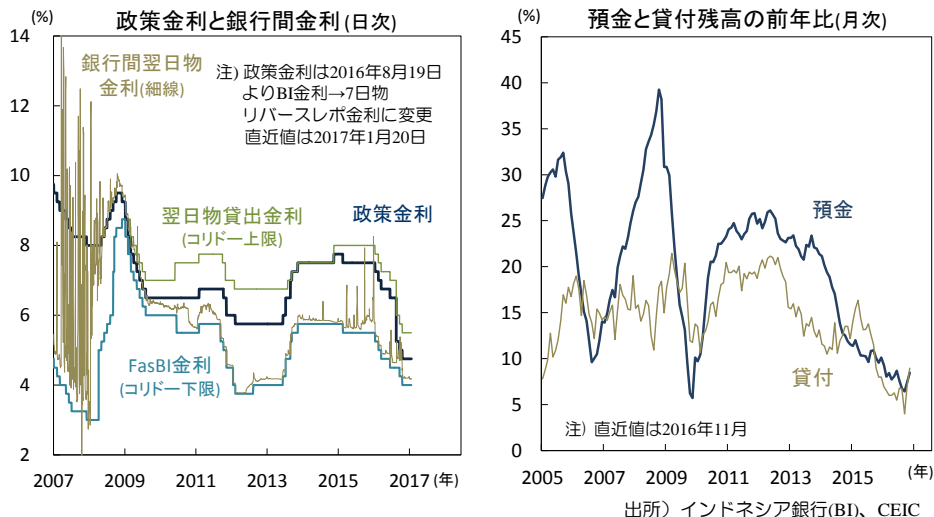 政策金利と銀行間金利(日次)
(%)
14
12
10
8
6
4
2
銀行間翌日物
金利(細線)
注) 政策金利は2016年8月19日
よりBI金利→7日物
リバースレポ金利に変更
直近値は2017年1月20日
翌日物貸出金利
(コリドー上限)
政策金利
FasBI金利
(コリドー下限)
2007 2009 2011 2013 2015 2017 (年)
預金と貸付残高の前年比(月次)
(%)
45
40
35
30
25
20
15
10
5
0
預金
貸付
注) 直近値は2016年11月
2005 2007 2009 2011 2013 2015 (年)
出所）インドネシア銀行(BI)、CEIC